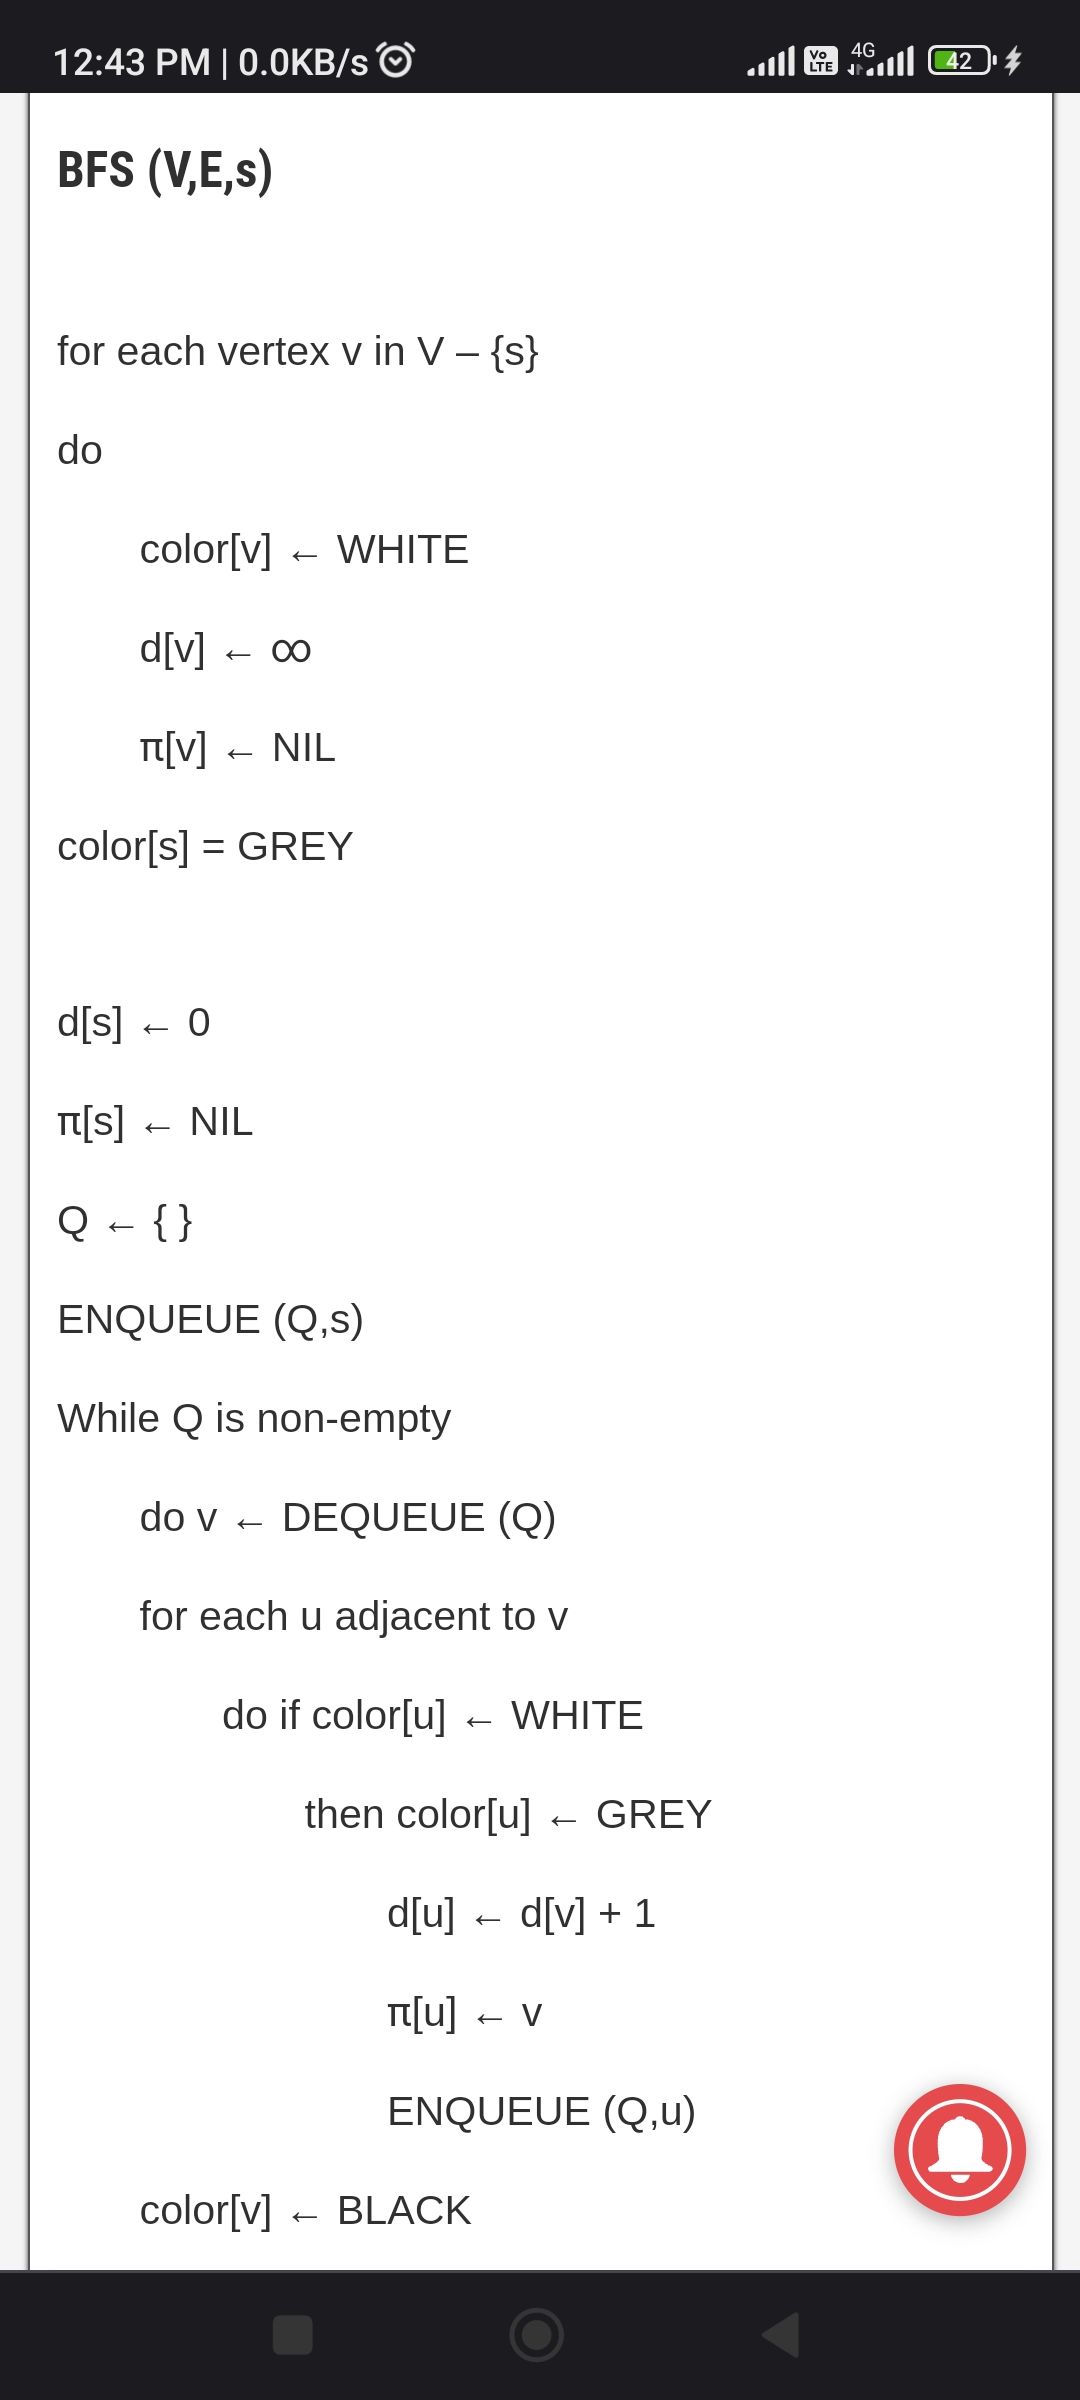 12:43 PM | 0.0KB/s
Vo LTE 4G 42
BFS (V,E,s)
for each vertex v in V – {s}
do
color[v] ← WHITE
d[v] ← ∞
π[v] ← NIL
color[s] = GREY
d[s] ← 0
π[s] ← NIL
Q ← { }
ENQUEUE (Q,s)
While Q is non-empty
do v ← DEQUEUE (Q)
for each u adjacent to v
do if color[u] ← WHITE
then color[u] ← GREY
d[u] ← d[v] + 1
π[u] ← v
ENQUEUE (Q,u)
color[v] ← BLACK